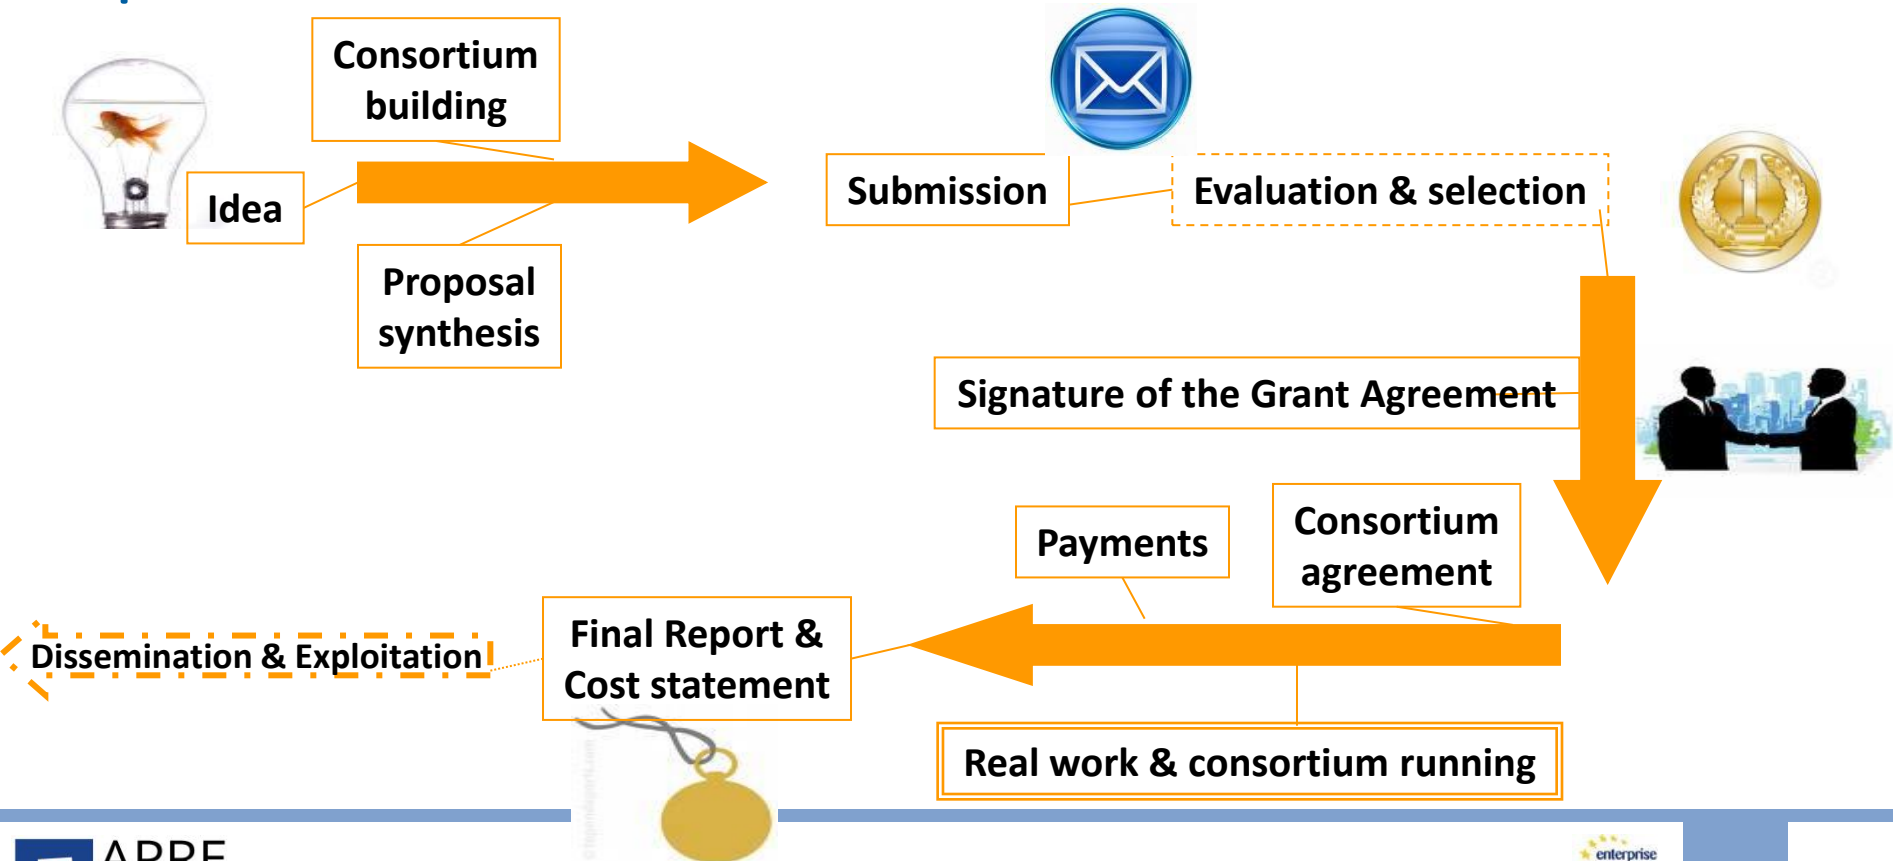 Consortium
building
Idea
Proposal
synthesis
Submission
Evaluation & selection
1
Signature of the Grant Agreement
Consortium
agreement
Payments
Final Report &
Cost statement
Dissemination & Exploitation
Real work & consortium running
APRE
enterprise